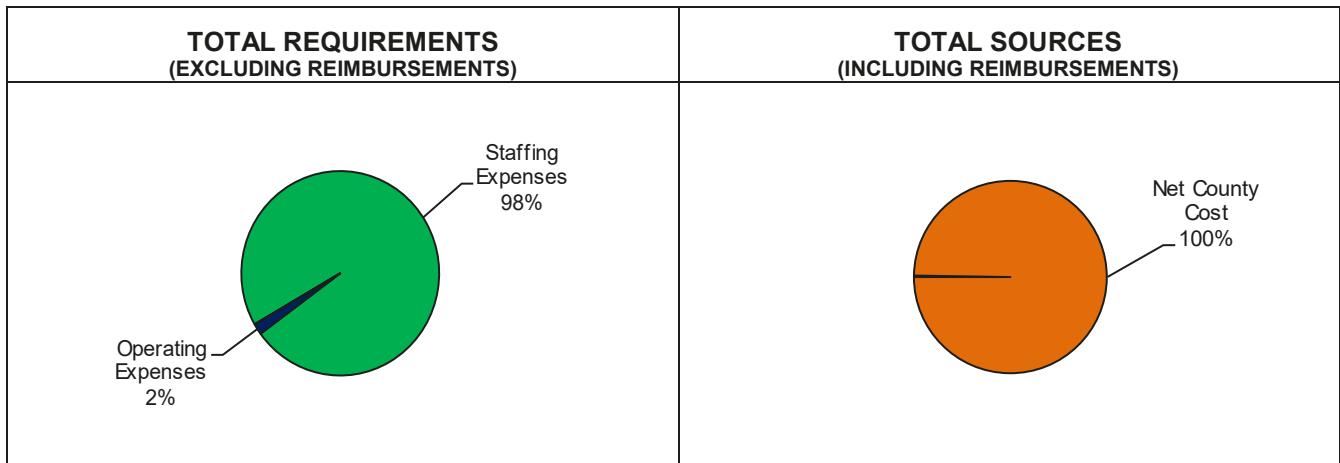 TOTAL REQUIREMENTS
(EXCLUDING REIMBURSEMENTS)
TOTAL SOURCES
(INCLUDING REIMBURSEMENTS)
Staffing
Expenses
98%
Operating
Expenses
2%
Net County
Cost
100%